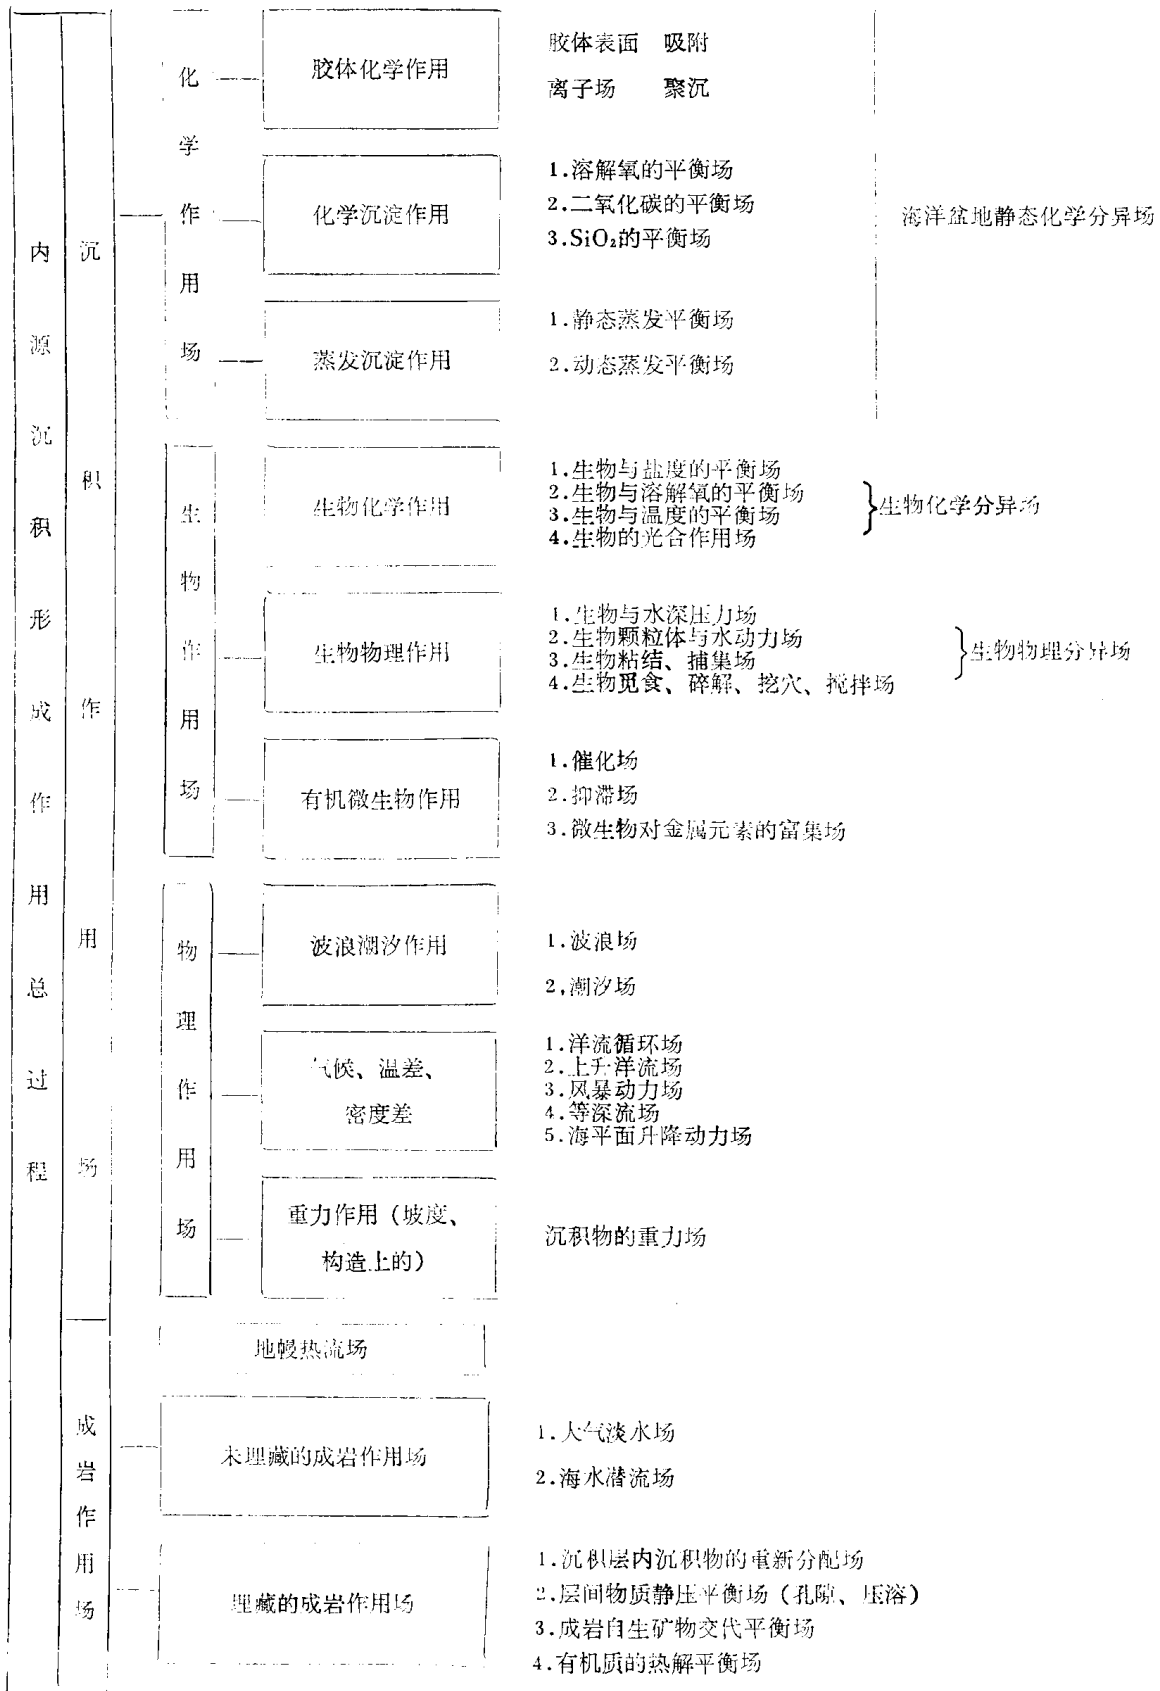 内源沉积形成作用总过程
沉积作用场
化学作用场
胶体化学作用
胶体表面 吸附
离子场 聚沉
化学沉淀作用
1.溶解氧的平衡场
2.二氧化碳的平衡场
3.SiO₂的平衡场
海洋盆地静态化学分异场
蒸发沉淀作用
1.静态蒸发平衡场
2.动态蒸发平衡场
生物作用场
生物化学作用
1.生物与盐度的平衡场
2.生物与溶解氧的平衡场
3.生物与温度的平衡场
4.生物的光合作用场
生物化学分异场
生物物理作用
1.生物与水深压力场
2.生物颗粒体与水动力场
3.生物粘结、捕集场
4.生物觅食、碎解、挖穴、搅拌场
生物物理分异场
有机微生物作用
1.催化场
2.抑滞场
3.微生物对金属元素的富集场
物理作用场
波浪潮汐作用
1.波浪场
2.潮汐场
气候、温差、
密度差
1.洋流循环场
2.上升洋流场
3.风暴动力场
4.等深流场
5.海平面升降动力场
重力作用（坡度、
构造上的）
沉积物的重力场
地幔热流场
成岩作用场
未埋藏的成岩作用场
1.大气淡水场
2.海水潜流场
埋藏的成岩作用场
1.沉积层内沉积物的重新分配场
2.层间物质静压平衡场（孔隙、压溶）
3.成岩自生矿物交代平衡场
4.有机质的热解平衡场